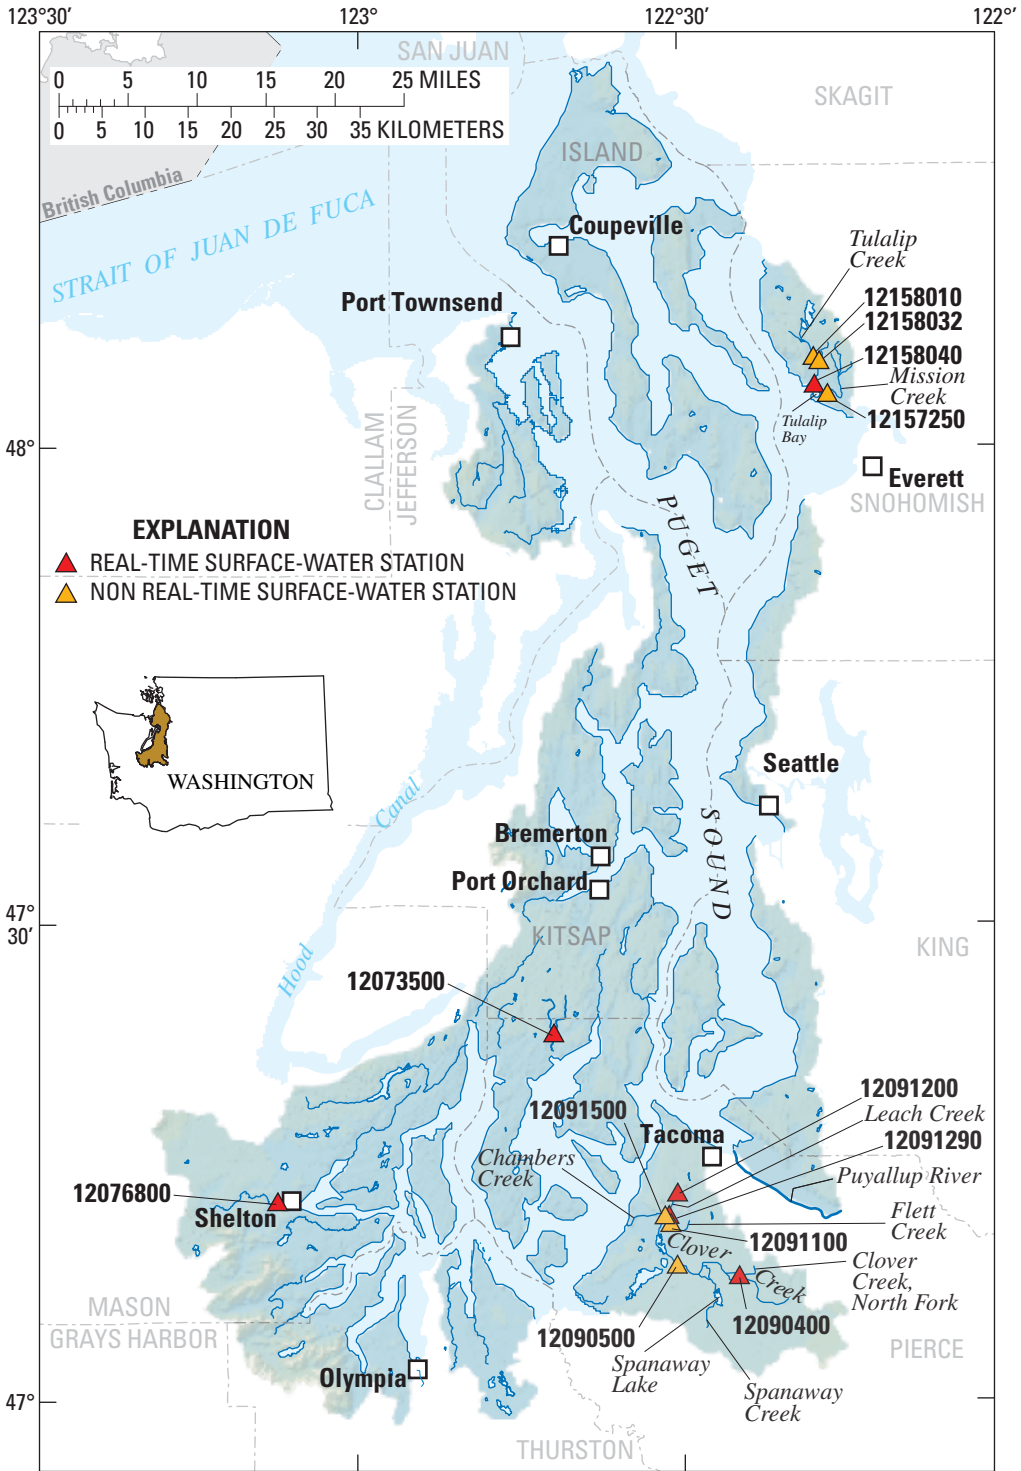 123°30'
123°
122°30'
122°'
SAN JUAN
0 5 10 15 20 25 MILES
0 5 10 15 20 25 30 35 KILOMETERS
SKAGIT
ISLAND
British Columbia
STRAIT OF JUAN DE FUCA
Coupeville
Tulalip
Creek
Port Townsend
12158010
12158032
12158040
Mission
Creek
Tulalip
Bay
12157250
48°
CLALLAM
JEFFERSON
Everett
SNOHOMISH
PUGET
EXPLANATION
REAL-TIME SURFACE-WATER STATION
NON REAL-TIME SURFACE-WATER STATION
WASHINGTON
Seattle
Canal
SOUND
Bremerton
Port Orchard
47°
30'
KITSAP
KING
Hood
12073500
12091200
Leach Creek
12091500
Tacoma
12091290
Chambers
Creek
Puyallup River
12076800
Shelton
Flett
Creek
Clover
12091100
Clover
Creek,
North Fork
Creek
MASON
GRAYS HARBOR
12090500
12090400
PIERCE
Spanaway
Lake
Olympia
Spanaway
Creek
47°
THURSTON